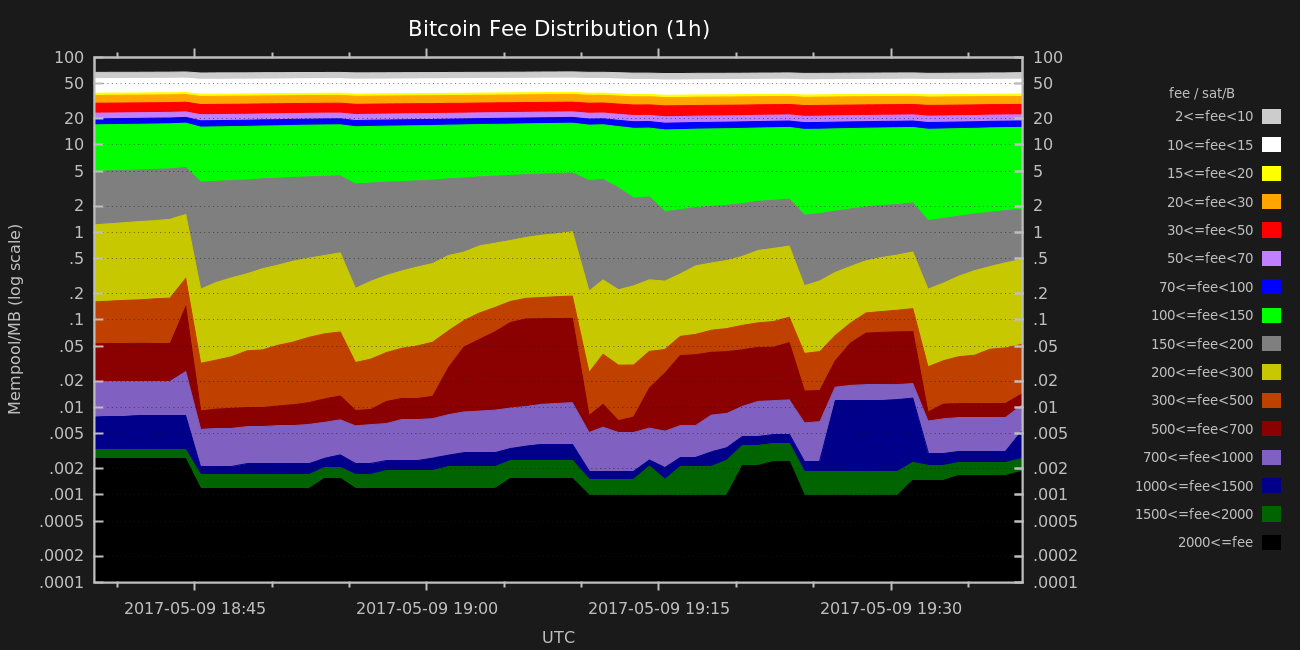 Bitcoin Fee Distribution (1h)
100
50
20
10
5
2
1
.5
.2
.1
.05
.02
.01
.005
.002
.001
.0005
.0002
.0001
Mempool/MB (log scale)
100
50
20
10
5
2
1
.5
.2
.1
.05
.02
.01
.005
.002
.001
.0005
.0002
.0001
2017-05-09 18:45
2017-05-09 19:00
2017-05-09 19:15
2017-05-09 19:30
UTC
fee / sat/B
2<=fee<10
10<=fee<15
15<=fee<20
20<=fee<30
30<=fee<50
50<=fee<70
70<=fee<100
100<=fee<150
150<=fee<200
200<=fee<300
300<=fee<500
500<=fee<700
700<=fee<1000
1000<=fee<1500
1500<=fee<2000
2000<=fee